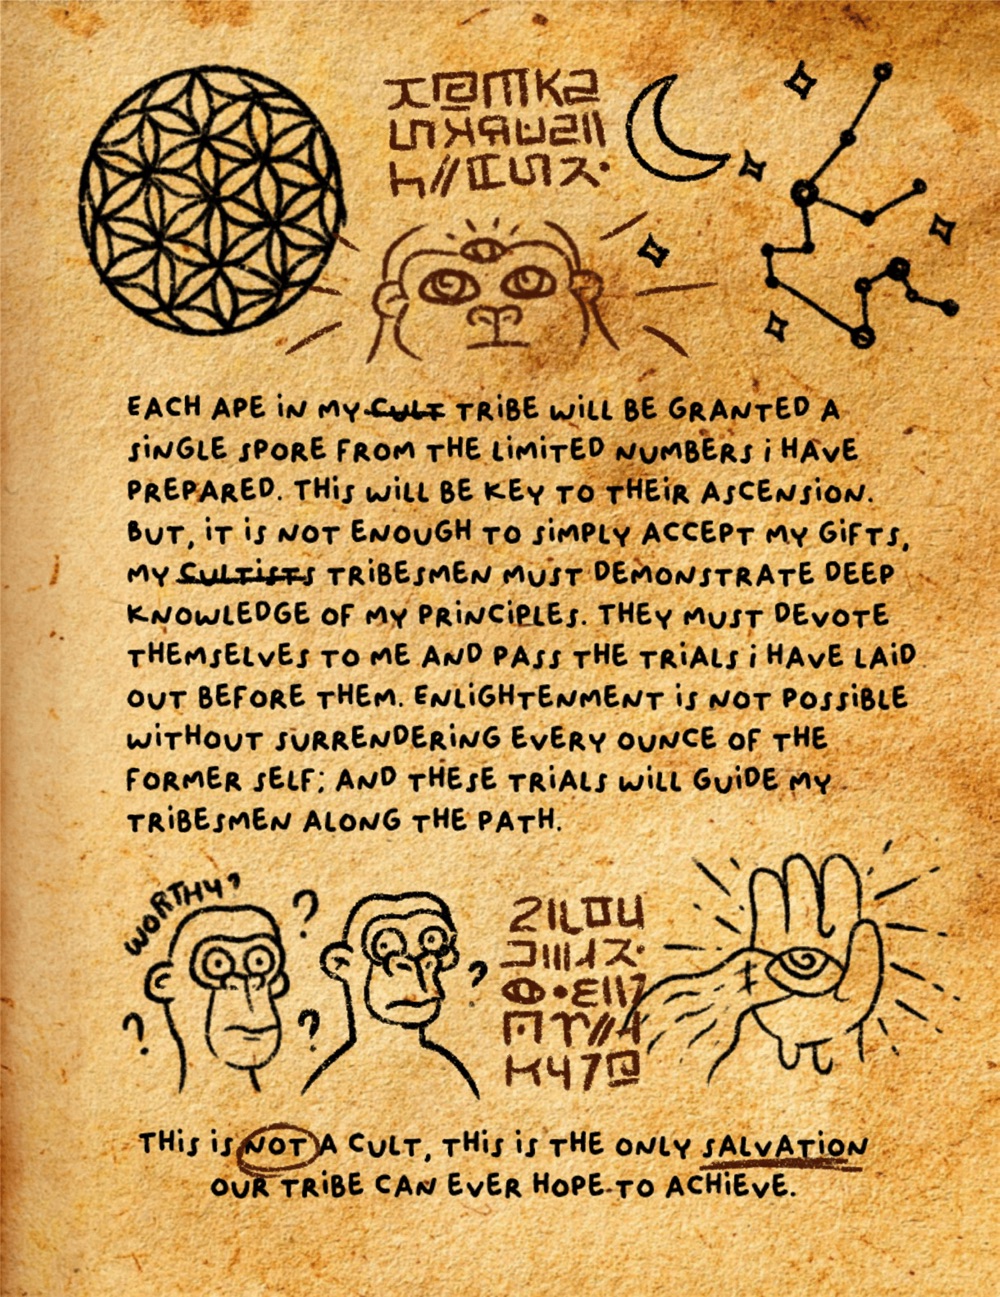 EACH APE IN MY CULT TRIBE WILL BE GRANTED A
SINGLE SPORE FROM THE LIMITED NUMBERS I HAVE
PREPARED. THIS WILL BE KEY TO THEIR ASCENSION.
BUT, IT IS NOT ENOUGH TO SIMPLY ACCEPT MY GIFTS,
MY CULTISTS TRIBESMEN MUST DEMONSTRATE DEEP
KNOWLEDGE OF MY PRINCIPLES. THEY MUST DEVOTE
THEMSELVES TO ME AND PASS THE TRIALS I HAVE LAID
OUT BEFORE THEM. ENLIGHTENMENT IS NOT POSSIBLE
WITHOUT SURRENDERING EVERY OUNCE OF THE
FORMER SELF; AND THESE TRIALS WILL GUIDE MY
TRIBESMEN ALONG THE PATH.
WORTHY?
? ? ? ?
THIS IS NOT A CULT, THIS IS THE ONLY SALVATION
OUR TRIBE CAN EVER HOPE TO ACHIEVE.